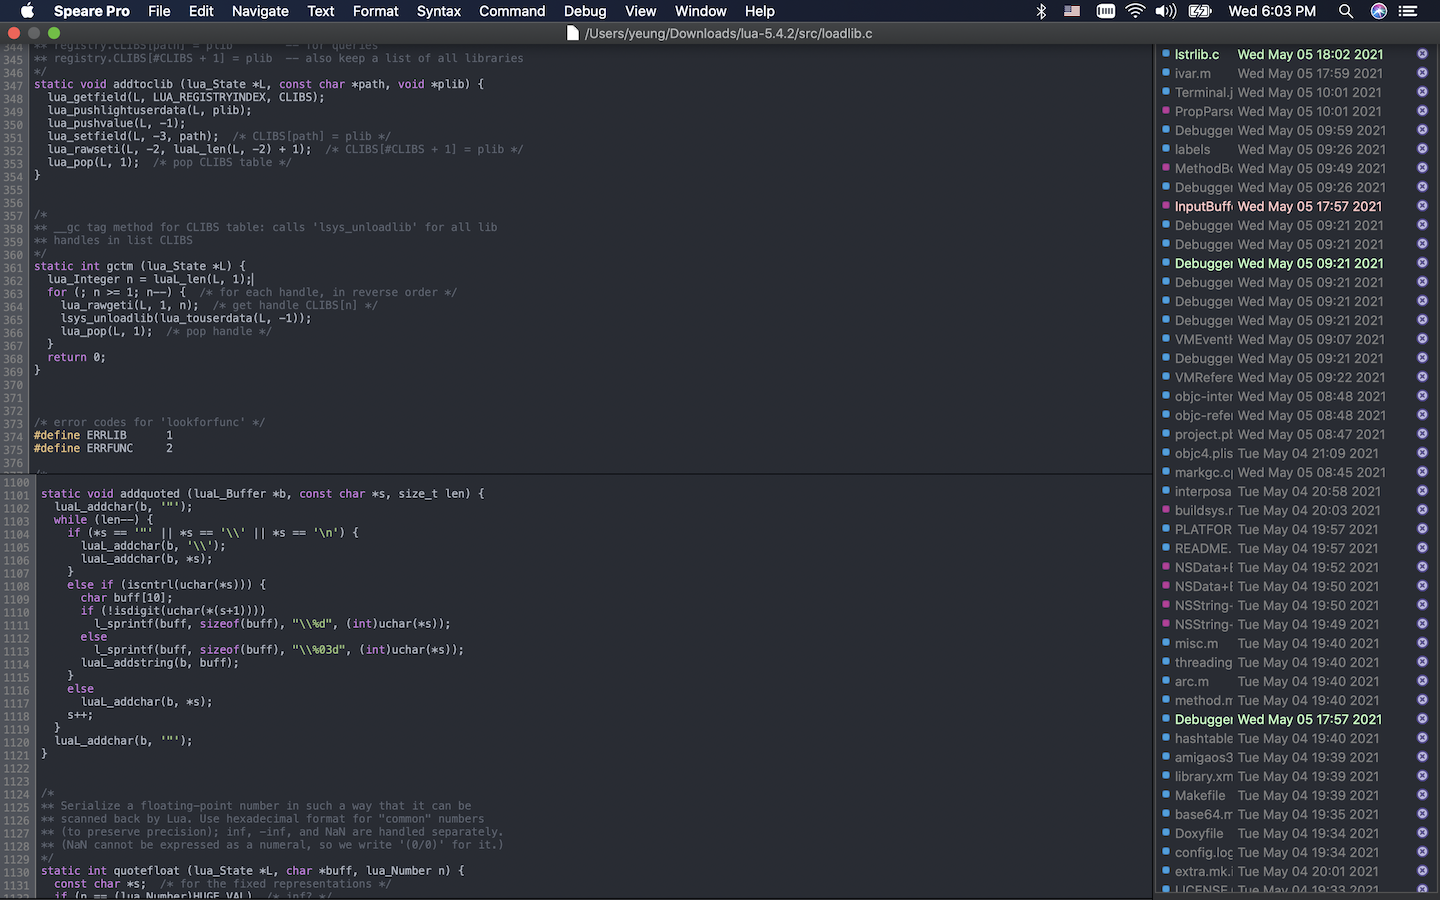 Speare Pro File Edit Navigate Text Format Syntax Command Debug View Window Help Wed 6:03 PM
/Users/yeung/Downloads/lua-5.4.2/src/loadlib.c
344 ** registry.CLIBS[path] = plib -- for queries
345 ** registry.CLIBS[#CLIBS + 1] = plib -- also keep a list of all libraries
346 */
347 static void addtoclib (lua_State *L, const char *path, void *plib) {
348 lua_getfield(L, LUA_REGISTRYINDEX, CLIBS);
349 lua_pushlightuserdata(L, plib);
350 lua_pushvalue(L, -1);
351 lua_setfield(L, -3, path); /* CLIBS[path] = plib */
352 lua_rawseti(L, -2, luaL_len(L, -2) + 1); /* CLIBS[#CLIBS + 1] = plib */
353 lua_pop(L, 1); /* pop CLIBS table */
354 }
355
356
357 /*
358 ** __gc tag method for CLIBS table: calls 'lsys_unloadlib' for all lib
359 ** handles in list CLIBS
360 */
361 static int gctm (lua_State *L) {
362 lua_Integer n = luaL_len(L, 1);
363 for (; n >= 1; n--) { /* for each handle, in reverse order */
364 lua_rawgeti(L, 1, n); /* get handle CLIBS[n] */
365 lsys_unloadlib(lua_touserdata(L, -1));
366 lua_pop(L, 1); /* pop handle */
367 }
368 return 0;
369 }
370
371
372
373 /* error codes for 'lookforfunc' */
374 #define ERRLIB 1
375 #define ERRFUNC 2
376
1100
1101 static void addquoted (luaL_Buffer *b, const char *s, size_t len) {
1102 luaL_addchar(b, '"');
1103 while (len--) {
1104 if (*s == '"' || *s == '\\' || *s == '\n') {
1105 luaL_addchar(b, '\\');
1106 luaL_addchar(b, *s);
1107 }
1108 else if (iscntrl(uchar(*s))) {
1109 char buff[10];
1110 if (!isdigit(uchar(*(s+1))))
1111 l_sprintf(buff, sizeof(buff), "\\%d", (int)uchar(*s));
1112 else
1113 l_sprintf(buff, sizeof(buff), "\\%03d", (int)uchar(*s));
1114 luaL_addstring(b, buff);
1115 }
1116 else
1117 luaL_addchar(b, *s);
1118 s++;
1119 }
1120 luaL_addchar(b, '"');
1121 }
1122
1123
1124 /*
1125 ** Serialize a floating-point number in such a way that it can be
1126 ** scanned back by Lua. Use hexadecimal format for "common" numbers
1127 ** (to preserve precision); inf, -inf, and NaN are handled separately.
1128 ** (NaN cannot be expressed as a numeral, so we write '(0/0)' for it.)
1129 */
1130 static int quotefloat (lua_State *L, char *buff, lua_Number n) {
1131 const char *s; /* for the fixed representations */
if (n == (lua_Number)HUGE_VAL) /* inf? */
lstrlib.c Wed May 05 18:02 2021
ivar.m Wed May 05 17:59 2021
Terminal.j Wed May 05 10:01 2021
PropParse Wed May 05 10:01 2021
Debugger Wed May 05 09:59 2021
labels Wed May 05 09:26 2021
MethodBo Wed May 05 09:49 2021
Debugger Wed May 05 09:26 2021
InputBuff Wed May 05 17:57 2021
Debugger Wed May 05 09:21 2021
Debugger Wed May 05 09:21 2021
Debugger Wed May 05 09:21 2021
Debugger Wed May 05 09:21 2021
Debugger Wed May 05 09:21 2021
Debugger Wed May 05 09:21 2021
VMEventH Wed May 05 09:07 2021
Debugger Wed May 05 09:21 2021
VMRefere Wed May 05 09:22 2021
objc-inter Wed May 05 08:48 2021
objc-refer Wed May 05 08:48 2021
project.pb Wed May 05 08:47 2021
objc4.plis Tue May 04 21:09 2021
markgc.c Wed May 05 08:45 2021
interposa Tue May 04 20:58 2021
buildsys.r Tue May 04 20:03 2021
PLATFOR Tue May 04 19:57 2021
README. Tue May 04 19:57 2021
NSData+ Tue May 04 19:52 2021
NSData+ Tue May 04 19:50 2021
NSString- Tue May 04 19:50 2021
NSString- Tue May 04 19:49 2021
misc.m Tue May 04 19:40 2021
threading Tue May 04 19:40 2021
arc.m Tue May 04 19:40 2021
method.m Tue May 04 19:40 2021
Debugger Wed May 05 17:57 2021
hashtable Tue May 04 19:40 2021
amigaos3 Tue May 04 19:39 2021
library.xm Tue May 04 19:39 2021
Makefile Tue May 04 19:39 2021
base64.m Tue May 04 19:35 2021
Doxyfile Tue May 04 19:34 2021
config.log Tue May 04 19:34 2021
extra.mk.i Tue May 04 20:01 2021
LICENSE Tue May 04 19:33 2021